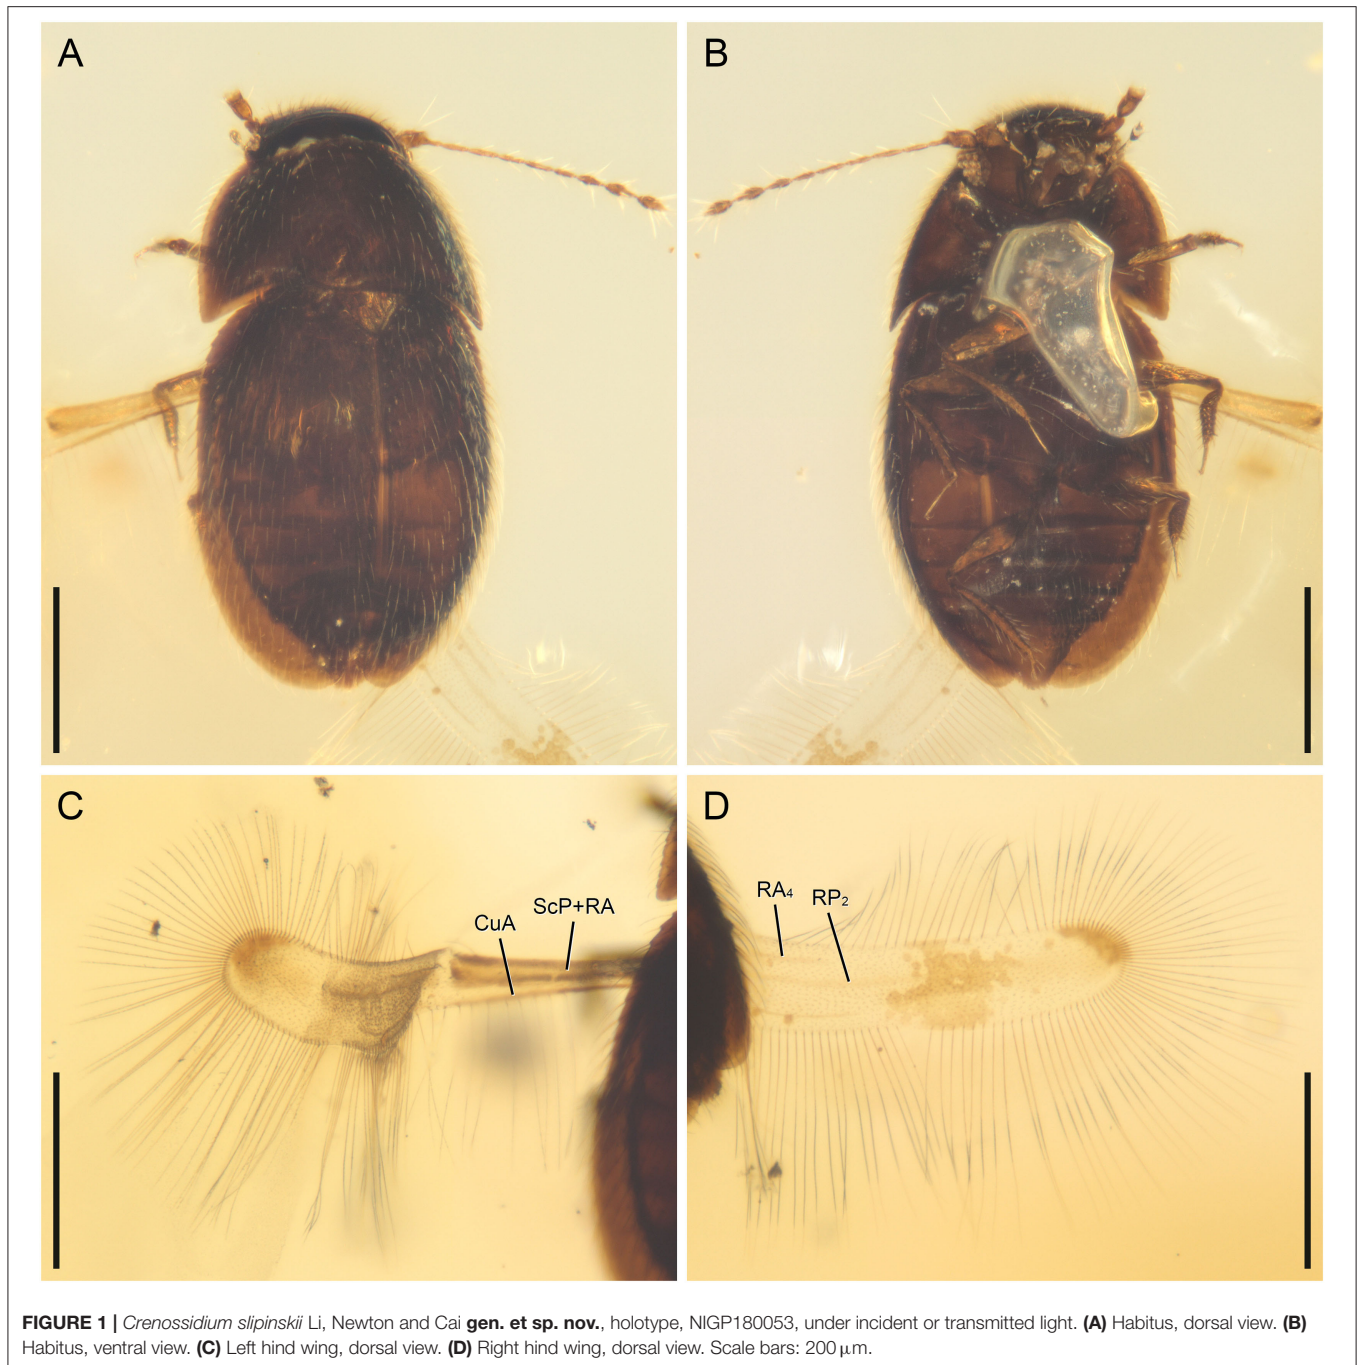 A
B
C
D
CuA
ScP+RA
RA₄
RP₂
FIGURE 1 | Crenossidium slipinskii Li, Newton and Cai gen. et sp. nov., holotype, NIGP180053, under incident or transmitted light. (A) Habitus, dorsal view. (B)
Habitus, ventral view. (C) Left hind wing, dorsal view. (D) Right hind wing, dorsal view. Scale bars: 200 μm.